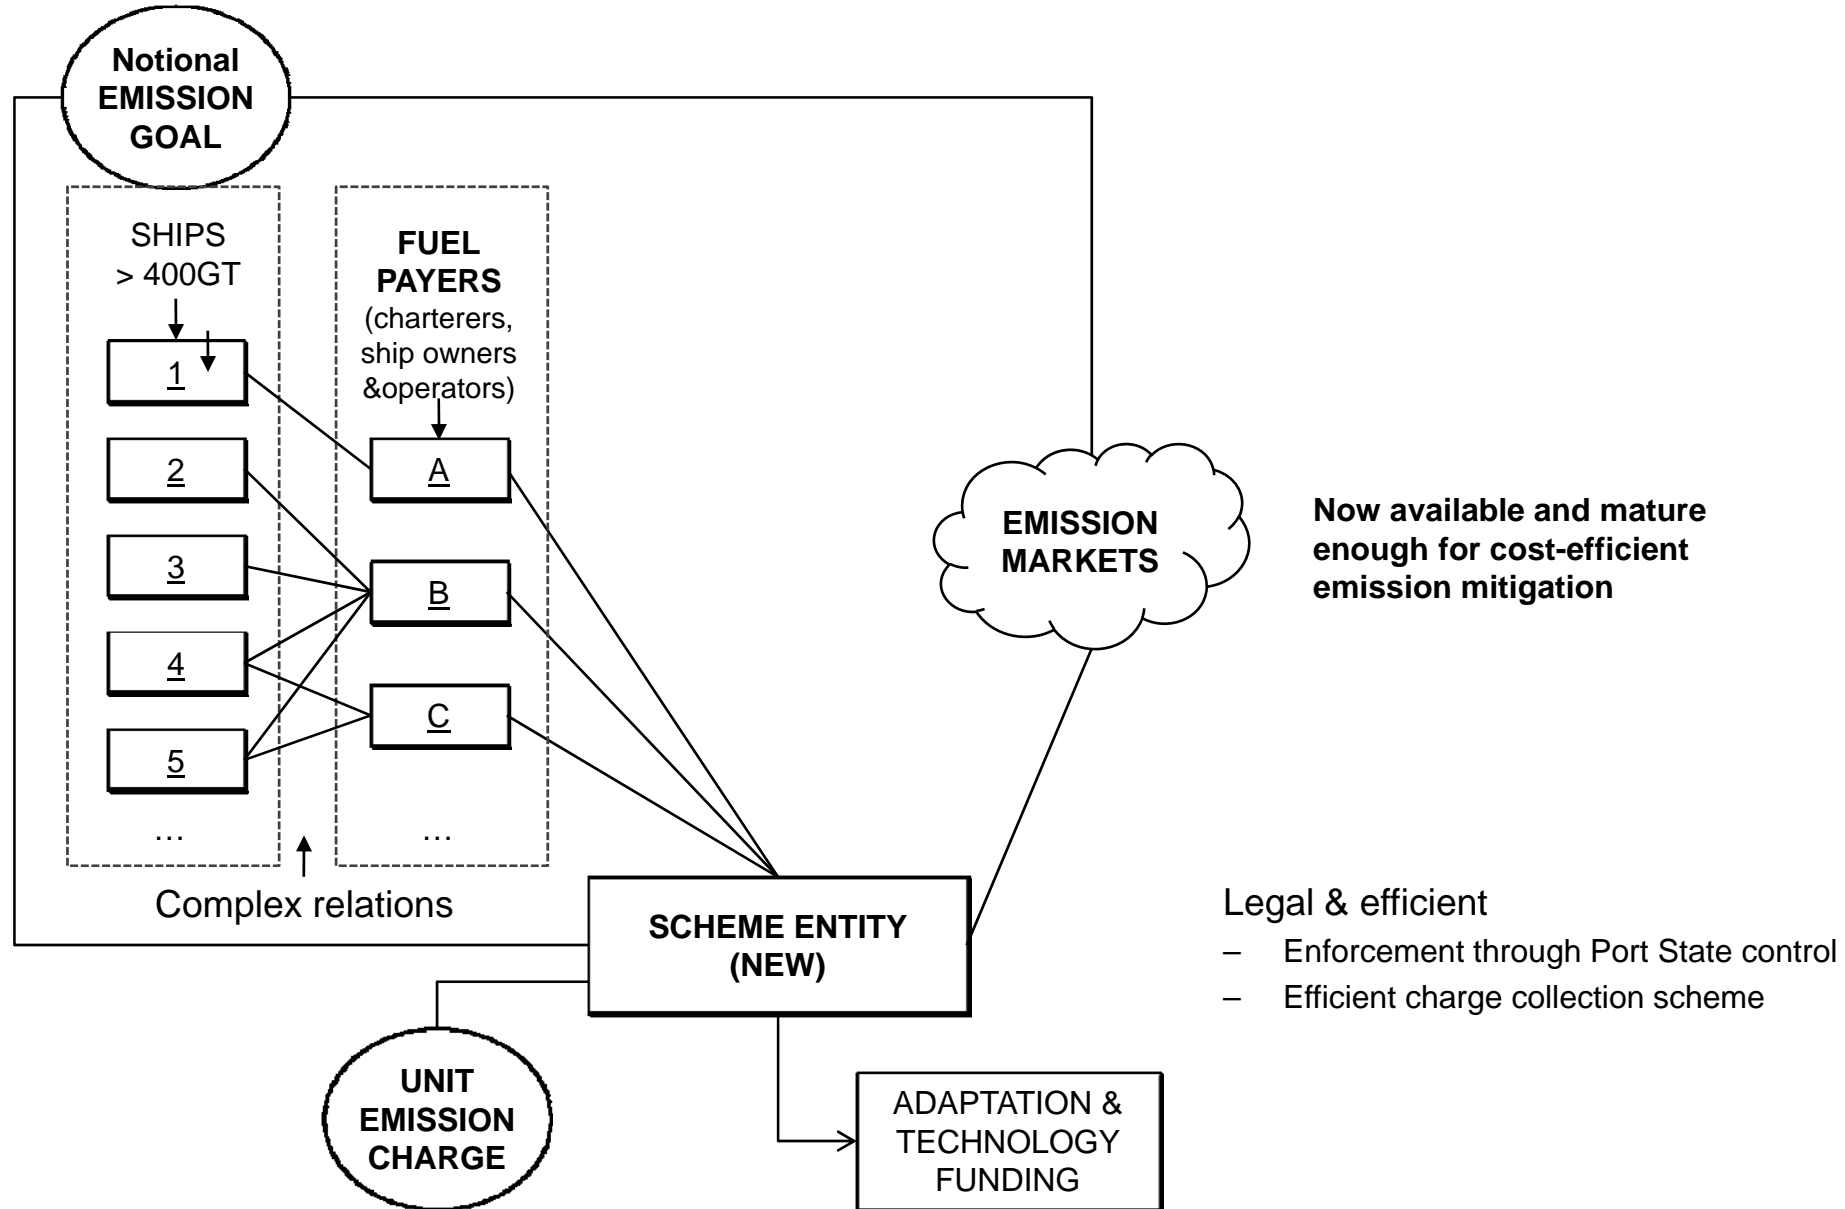 Notional
EMISSION
GOAL
SHIPS
> 400GT
FUEL
PAYERS
(charterers,
ship owners
&operators)
1
2
3
4
5
…
A
B
C
…
Complex relations
EMISSION
MARKETS
Now available and mature
enough for cost-efficient
emission mitigation
SCHEME ENTITY
(NEW)
Legal & efficient
– Enforcement through Port State control
– Efficient charge collection scheme
UNIT
EMISSION
CHARGE
ADAPTATION &
TECHNOLOGY
FUNDING